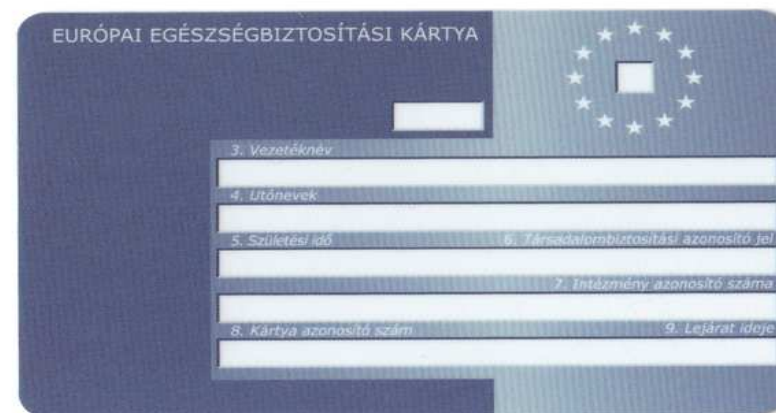 EURÓPAI EGÉSZSÉGBIZTOSÍTÁSI KÁRTYA
3. Vezetéknév
4. Utónevek
5. Születési idő 6. Társadalombiztosítási azonosító jel
7. Intézmény azonosító száma
8. Kártya azonosító szám 9. Lejárat ideje